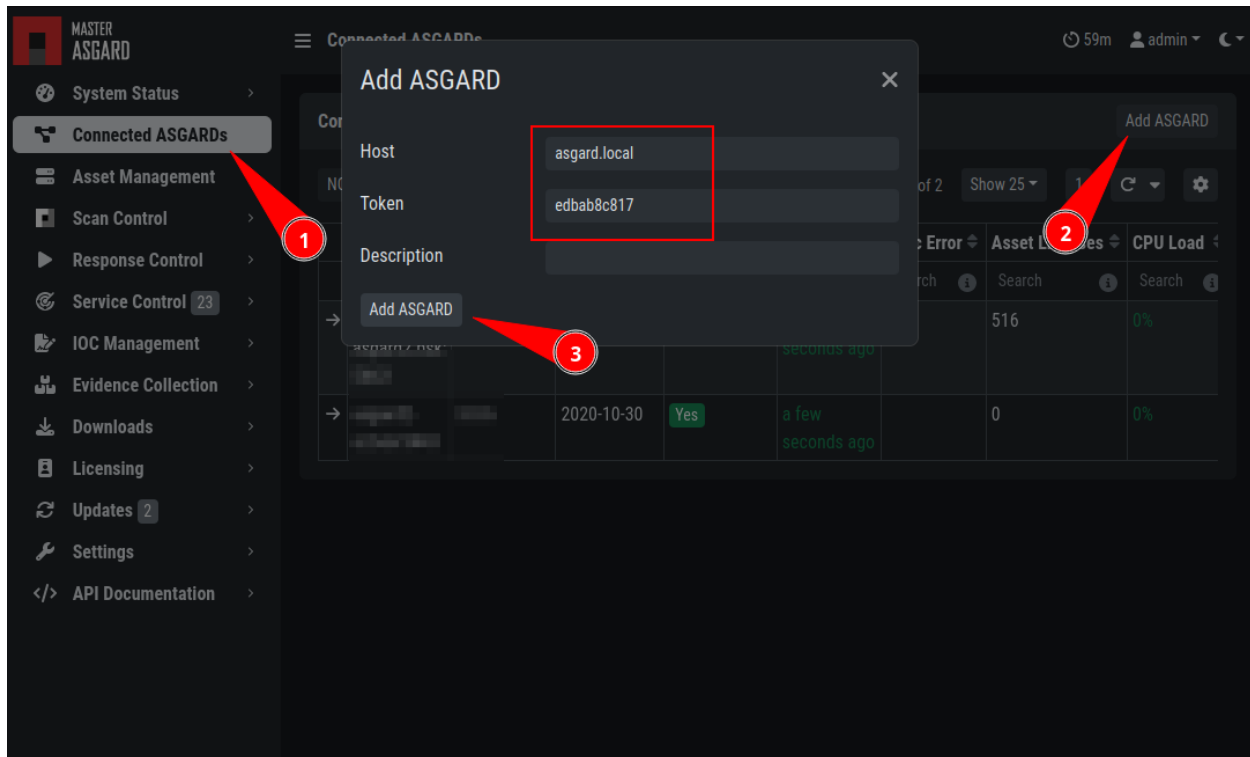 MASTER
ASGARD
Connected ASGARDs
59m
admin
System Status
Connected ASGARDs
Asset Management
Scan Control
Response Control
Service Control 23
IOC Management
Evidence Collection
Downloads
Licensing
Updates 2
Settings
API Documentation
Add ASGARD
Host
asgard.local
Token
edbab8c817
Description
Add ASGARD
Add ASGARD
of 2
Show 25
Error
Asset
CPU Load
Search
Search
516
0%
seconds ago
2020-10-30
Yes
a few
seconds ago
0
0%
1
2
3